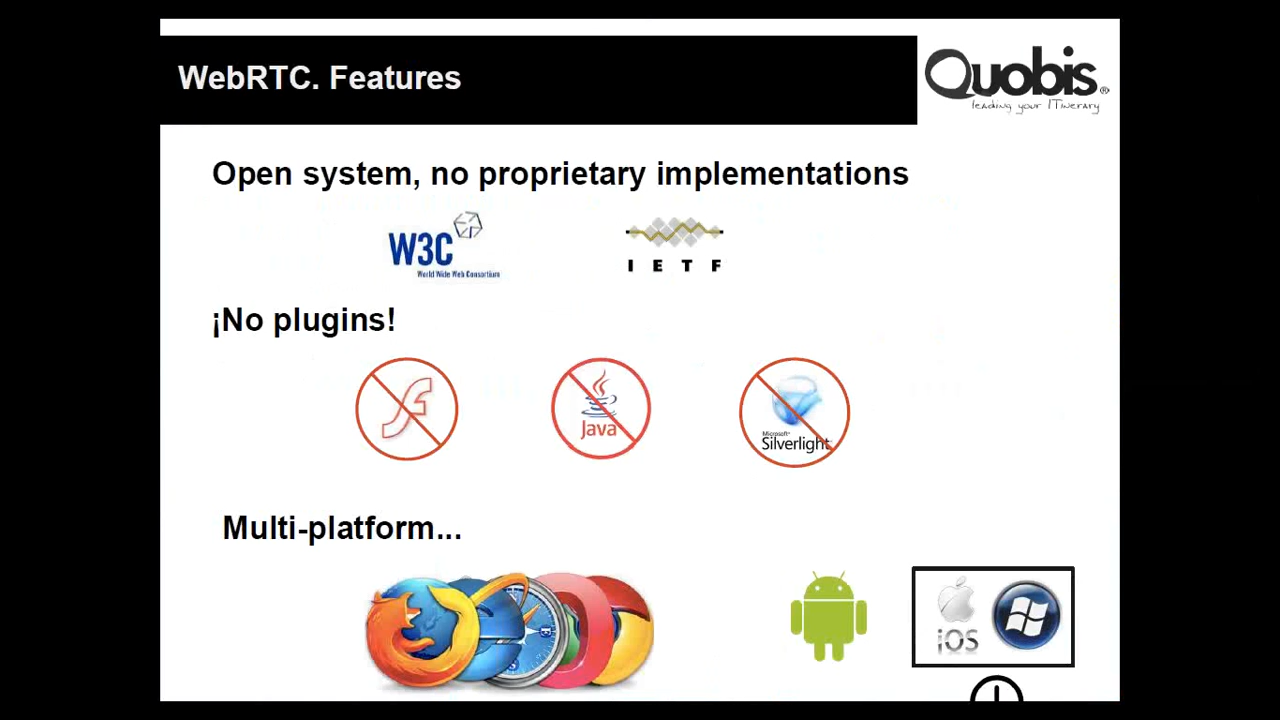 WebRTC. Features
Quobis®
leading your ITinerary
Open system, no proprietary implementations
W3C
World Wide Web Consortium
IETF
¡No plugins!
Java
Microsoft®
Silverlight
Multi-platform...
iOS